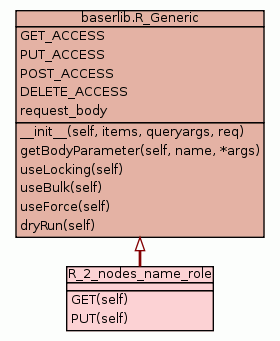 baserlib.R_Generic
GET_ACCESS
PUT_ACCESS
POST_ACCESS
DELETE_ACCESS
request_body
__init__(self, items, queryargs, req)
getBodyParameter(self, name, *args)
useLocking(self)
useBulk(self)
useForce(self)
dryRun(self)
R_2_nodes_name_role
GET(self)
PUT(self)